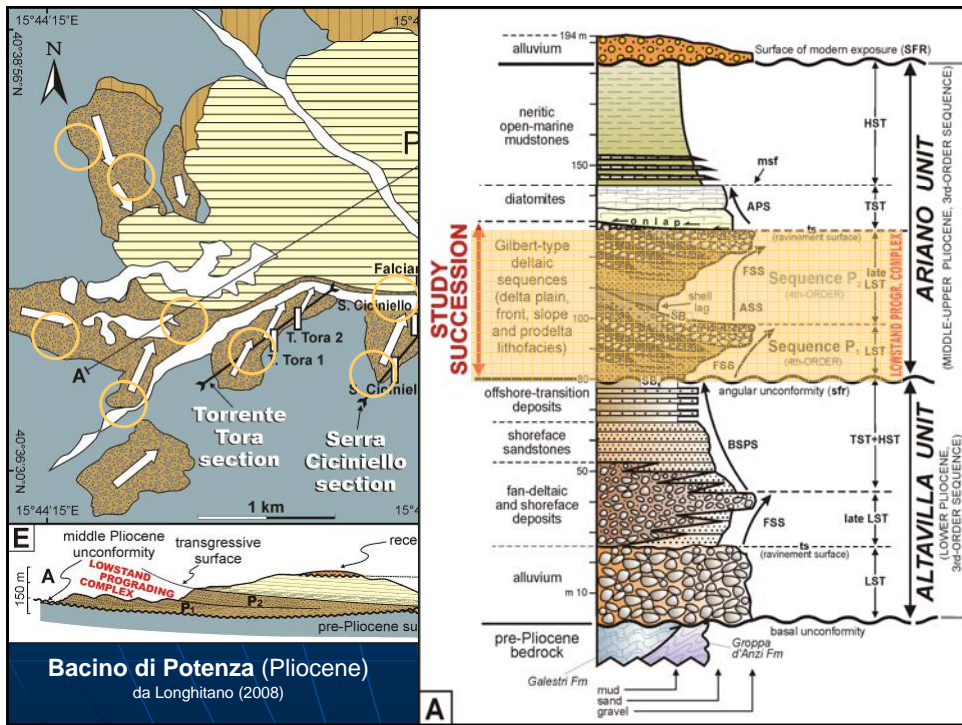 15°44'15"E
15°44'15"E
40°38'56"N
N
P
Falcian
S. Ciciniello
T. Tora 2
T. Tora 1
A'
S. Ciciniell
Torrente
Tora
section
Serra
Ciciniello
section
40°36'30"N
15°44'15"E
1 km
E
middle Pliocene
unconformity
transgressive
surface
rece
LOWSTAND
PROGRADING
COMPLEX
A
150 m
P₁
P₂
pre-Pliocene su
Bacino di Potenza (Pliocene)
da Longhitano (2008)
A
194 m
alluvium
Surface of modern exposure (SFR)
neritic
open-marine
mudstones
HST
150
msf
diatomites
APS
TST
onlap
ts
(ravinement surface)
STUDY
SUCCESSION
Gilbert-type
deltaic
sequences
(delta plain,
front, slope
and prodelta
lithofacies)
FSS
Sequence P₂
(4th-ORDER)
late
LST
shell
lag
SB
ASS
100
Sequence P₁
(4th-ORDER)
FSS
LST
LOWSTAND PROGR. COMPLEX
ARIANO UNIT
(MIDDLE-UPPER PLIOCENE, 3rd-ORDER SEQUENCE)
80
angular unconformity (sfr)
offshore-transition
deposits
BSPS
TST+HST
shoreface
sandstones
50
fan-deltaic
and shoreface
deposits
FSS
late LST
ts
(ravinement surface)
alluvium
LST
m 10
ALTAVILLA UNIT
(LOWER PLIOCENE,
3rd-ORDER SEQUENCE)
basal unconformity
pre-Pliocene
bedrock
Groppa
d'Anzi Fm
Galestri Fm
mud
sand
gravel
A